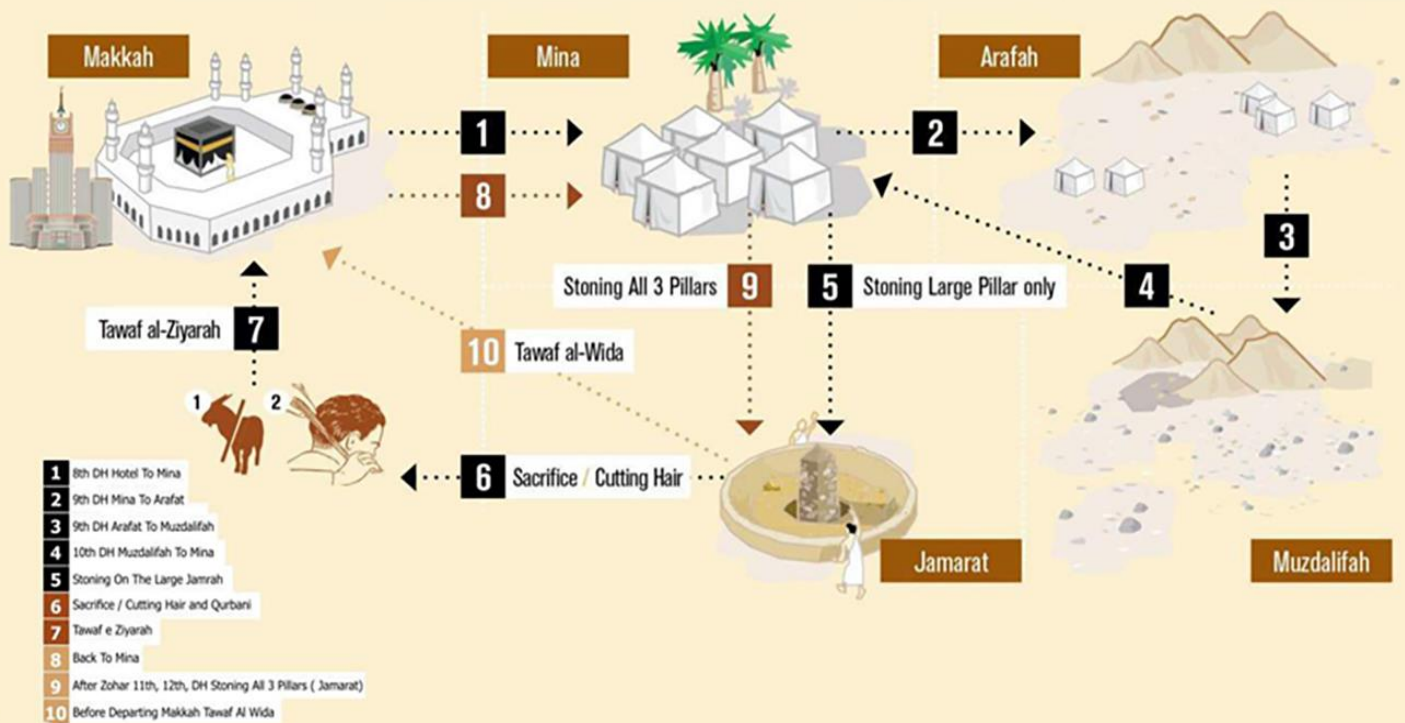 Makkah
Mina
Arafah
1
2
8
3
Stoning All 3 Pillars
9
5
Stoning Large Pillar only
4
Tawaf al-Ziyarah
7
10
Tawaf al-Wida
1
2
6
Sacrifice / Cutting Hair
Jamarat
Muzdalifah
1 8th DH Hotel To Mina
2 9th DH Mina To Arafat
3 9th DH Arafat To Muzdalifah
4 10th DH Muzdalifah To Mina
5 Stoning On The Large Jamrah
6 Sacrifice / Cutting Hair and Qurbani
7 Tawaf e Ziyarah
8 Back To Mina
9 After Zohar 11th, 12th, DH Stoning All 3 Pillars ( Jamarat)
10 Before Departing Makkah Tawaf Al Wida